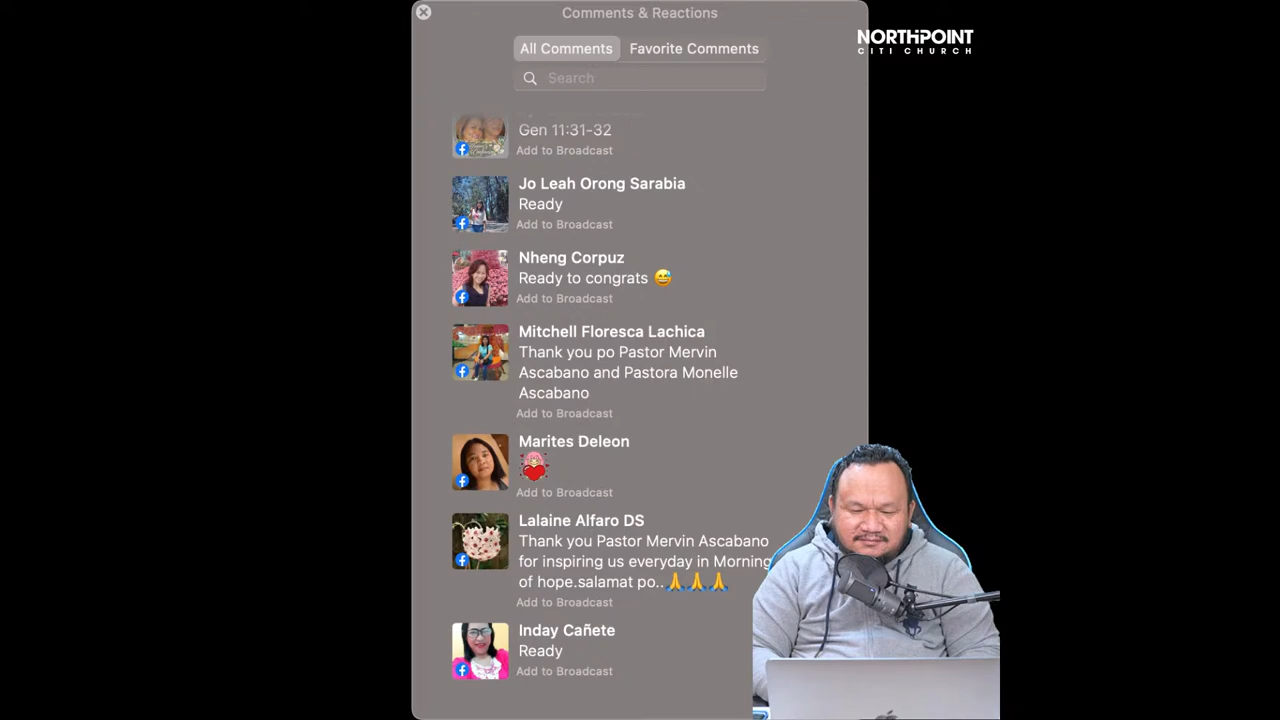 Comments & Reactions
NORTHPOINT
CITI CHURCH
All Comments Favorite Comments
Search
Gen 11:31-32
Add to Broadcast
Jo Leah Orong Sarabia
Ready
Add to Broadcast
Nheng Corpuz
Ready to congrats 😅
Add to Broadcast
Mitchell Floresca Lachica
Thank you po Pastor Mervin
Ascabano and Pastora Monelle
Ascabano
Add to Broadcast
Marites Deleon
Add to Broadcast
Lalaine Alfaro DS
Thank you Pastor Mervin Ascabano
for inspiring us everyday in Morning
of hope.salamat po..🙏🙏🙏
Add to Broadcast
Inday Cañete
Ready
Add to Broadcast